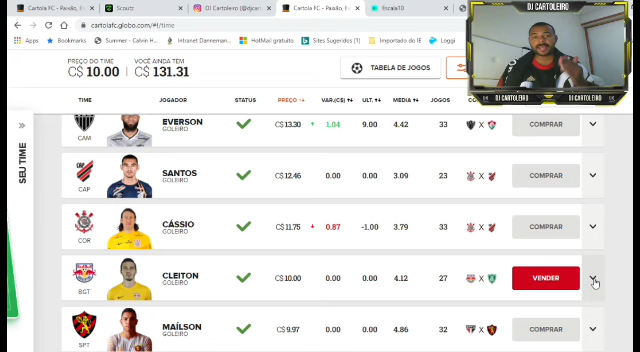 Cartola FC - Paixão, En
Scoutz
Instagram (@djcar
Cartola FC - Paixão, En
Escala10
DJ CARTOLEIRO
cartolafc.globo.com/#!/time
Apps
Bookmarks
Summer - Calvin H...
Intranet Danneman...
HotMail gratuito
Sites Sugeridos (1)
Importado do IE
Loggi
PREÇO DO TIME
C$ 10.00
VOCÊ AINDA TEM
C$ 131.31
TABELA DE JOGOS
DJ CARTOLEIRO
DJ CARTOLEIRO
TIME
JOGADOR
STATUS
PREÇO
VAR.(C$)
ULT.
MÉDIA
JOGOS
SEU TIME
CAM
EVERSON
GOLEIRO
C$ 13.30
1.04
9.00
4.42
33
X
COMPRAR
CAP
SANTOS
GOLEIRO
C$ 12.46
0.00
0.00
3.09
23
X
COMPRAR
COR
CÁSSIO
GOLEIRO
C$ 11.75
0.87
-1.00
3.79
33
X
COMPRAR
BGT
CLEITON
GOLEIRO
C$ 10.00
0.00
0.00
4.12
27
X
VENDER
SPT
MAÍLSON
GOLEIRO
C$ 9.97
0.00
0.00
4.86
32
X
COMPRAR